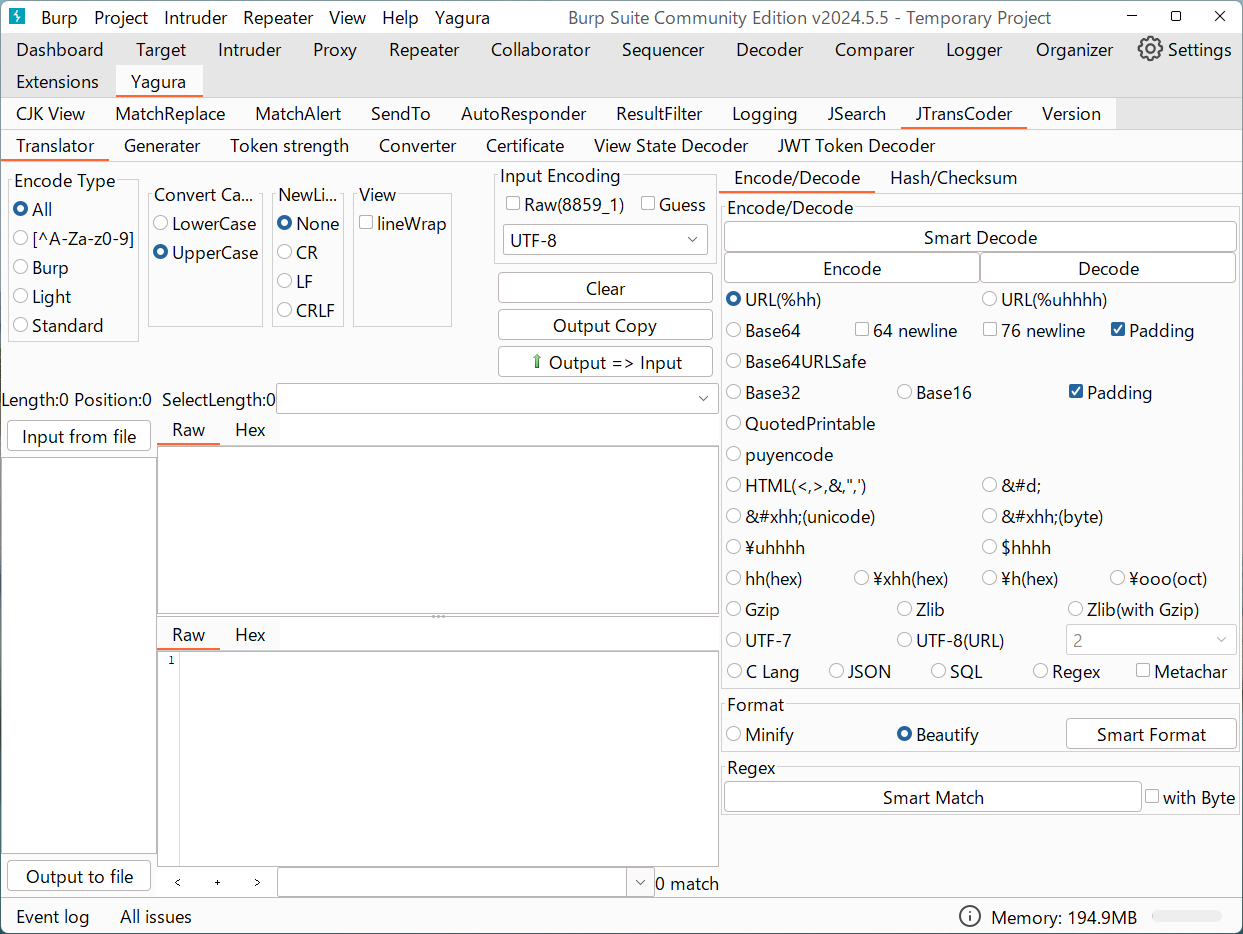 Burp Project Intruder Repeater View Help Yagura Burp Suite Community Edition v2024.5.5 - Temporary Project
Dashboard Target Intruder Proxy Repeater Collaborator Sequencer Decoder Comparer Logger Organizer Settings
Extensions Yagura
CJK View MatchReplace MatchAlert SendTo AutoResponder ResultFilter Logging JSearch JTransCoder Version
Translator Generater Token strength Converter Certificate View State Decoder JWT Token Decoder
Encode Type
All
[^A-Za-z0-9]
Burp
Light
Standard
Convert Ca...
LowerCase
UpperCase
NewLi...
None
CR
LF
CRLF
View
lineWrap
Input Encoding
Raw(8859_1) Guess
UTF-8
Clear
Output Copy
Output => Input
Length:0 Position:0 SelectLength:0
Input from file
Raw Hex
Raw Hex
1
Output to file
< + > 0 match
Encode/Decode Hash/Checksum
Encode/Decode
Smart Decode
Encode Decode
URL(%hh) URL(%uhhhh)
Base64 64 newline 76 newline Padding
Base64URLSafe
Base32 Base16 Padding
QuotedPrintable
puyencode
HTML(<,>,&,",') &#d;
&#xhh;(unicode) &#xhh;(byte)
¥uhhhh $hhhh
hh(hex) ¥xhh(hex) ¥h(hex) ¥ooo(oct)
Gzip Zlib Zlib(with Gzip)
UTF-7 UTF-8(URL) 2
C Lang JSON SQL Regex Metachar
Format
Minify Beautify Smart Format
Regex
Smart Match with Byte
Event log All issues Memory: 194.9MB